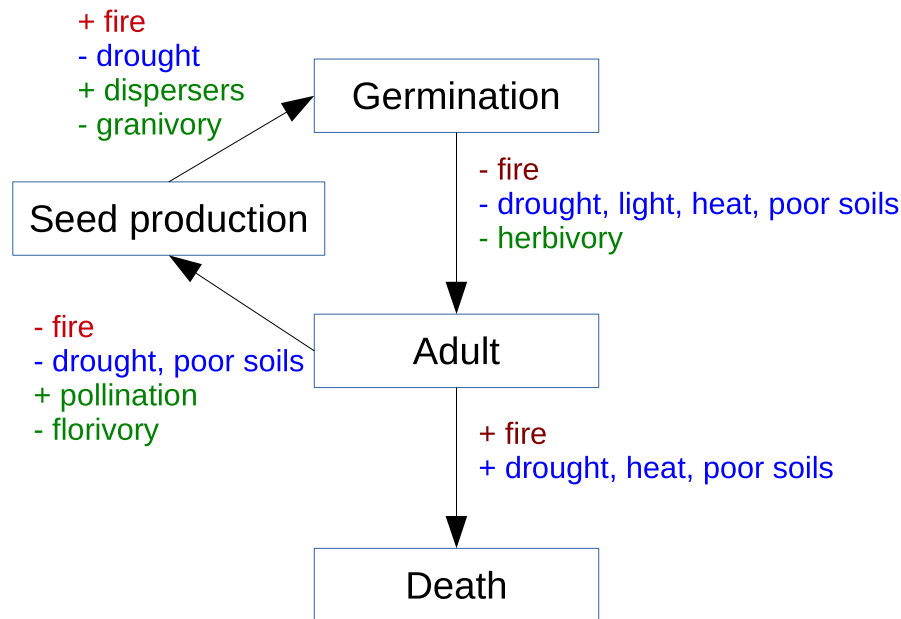 + fire
- drought
+ dispersers
- granivory
Germination
- fire
- drought, light, heat, poor soils
- herbivory
Seed production
- fire
- drought, poor soils
+ pollination
- florivory
Adult
+ fire
+ drought, heat, poor soils
Death